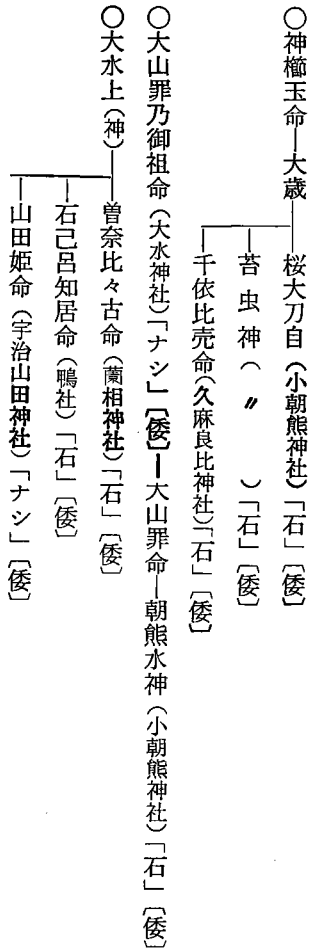 ○神櫛玉命―大歳―桜大刀自(小朝熊神社)「石」〔倭〕
苔虫神(〃)「石」〔倭〕
千依比売命(久麻良比神社)「石」〔倭〕
○大山罪乃御祖命(大水神社)「ナシ」〔倭〕―大山罪命―朝熊水神(小朝熊神社)「石」〔倭〕
○大水上(神)―曽奈比々古命(薗相神社)「石」〔倭〕
石己呂知居命(鴨社)「石」〔倭〕
山田姫命(宇治山田神社)「ナシ」〔倭〕